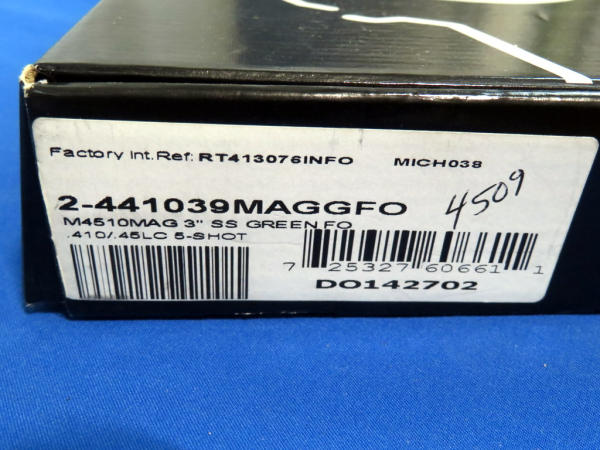 Factory Int.Ref: RT413076INFO MICH038
2-441039MAGGFO
4509
M4510MAG 3" SS GREEN FO
.410/.45LC 5-SHOT
7 25327 60661 1
DO142702